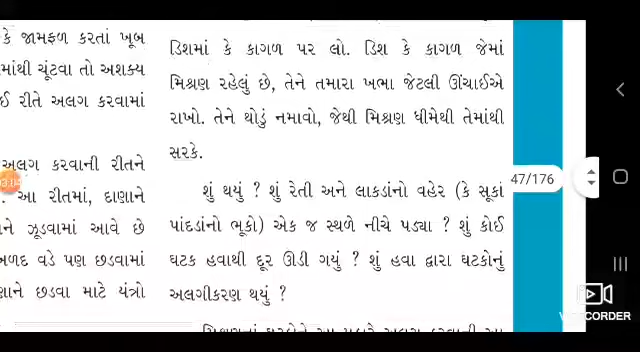 કે જામફળ કરતાં ખૂબ
માંથી ચૂંટવા તો અશક્ય
ઈ રીતે અલગ કરવામાં
અલગ કરવાની રીતને
. આ રીતમાં, દાણાને
ને ઝૂડવામાં આવે છે
બળદ વડે પણ છડવામાં
ણાને છડવા માટે યંત્રો
ડિશમાં કે કાગળ પર લો. ડિશ કે કાગળ જેમાં
મિશ્રણ રહેલું છે, તેને તમારા ખભા જેટલી ઊંચાઈએ
રાખો. તેને થોડું નમાવો, જેથી મિશ્રણ ધીમેથી તેમાંથી
સરકે.
શું થયું ? શું રેતી અને લાકડાંનો વહેર (કે સૂકાં
પાંદડાંનો ભૂકો) એક જ સ્થળે નીચે પડ્યા ? શું કોઈ
ઘટક હવાથી દૂર ઊડી ગયું ? શું હવા દ્વારા ઘટકોનું
અલગીકરણ થયું ?
47/176